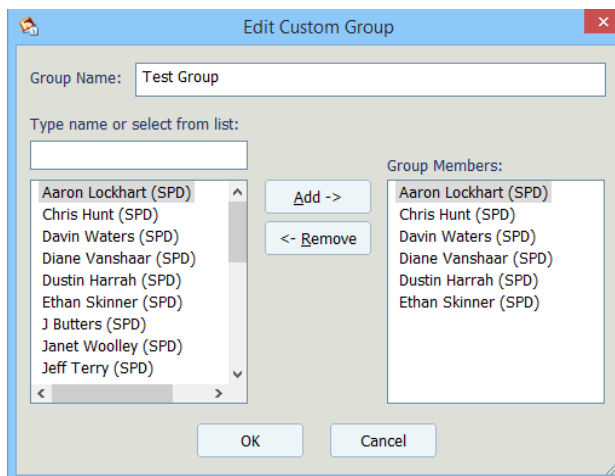 Edit Custom Group
Group Name: Test Group
Type name or select from list:
Aaron Lockhart (SPD)
Chris Hunt (SPD)
Davin Waters (SPD)
Diane Vanshaar (SPD)
Dustin Harrah (SPD)
Ethan Skinner (SPD)
J Butters (SPD)
Janet Woolley (SPD)
Jeff Terry (SPD)
Add ->
<- Remove
Group Members:
Aaron Lockhart (SPD)
Chris Hunt (SPD)
Davin Waters (SPD)
Diane Vanshaar (SPD)
Dustin Harrah (SPD)
Ethan Skinner (SPD)
OK
Cancel